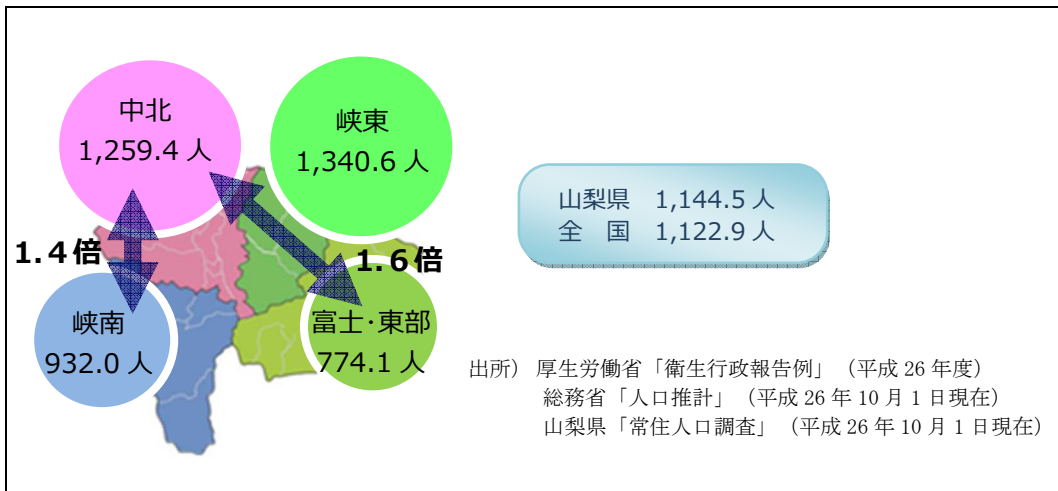 中北
1,259.4 人
峡東
1,340.6 人
山梨県　1,144.5 人
全　国　1,122.9 人
1.4倍
1.6倍
峡南
932.0 人
富士･東部
774.1 人
出所） 厚生労働省「衛生行政報告例」（平成 26 年度）
総務省「人口推計」（平成 26 年 10 月 1 日現在）
山梨県「常住人口調査」（平成 26 年 10 月 1 日現在）